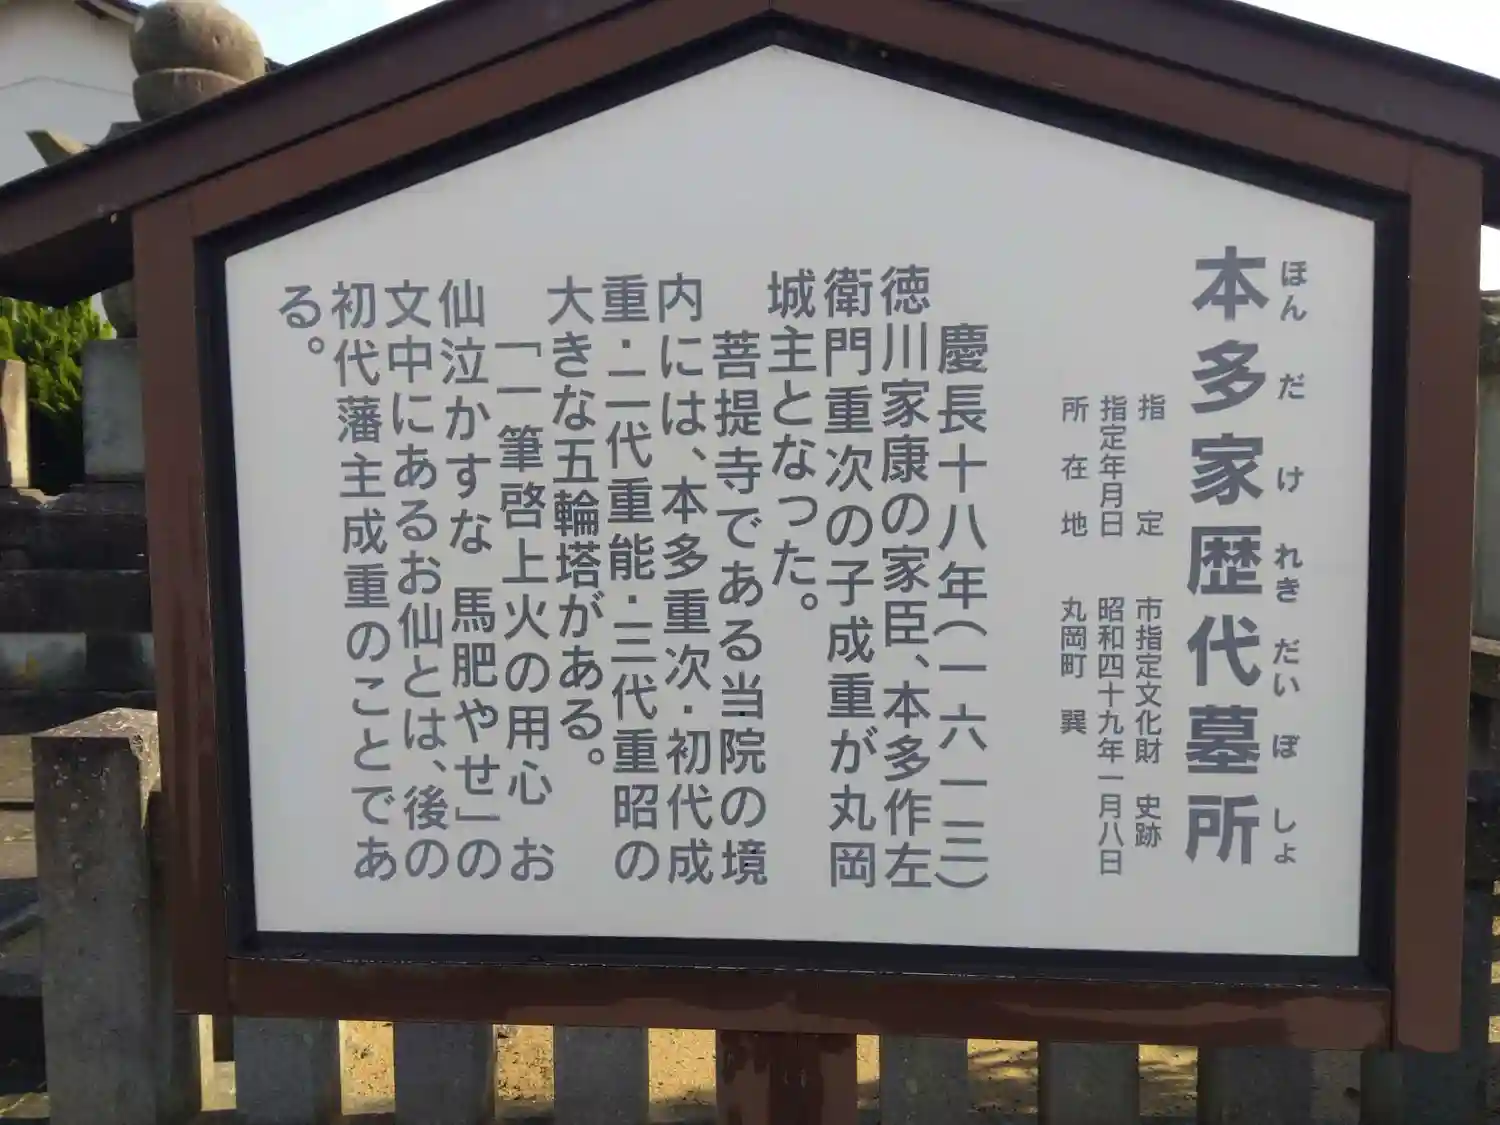 ほんだけれきだいぼしよ
本多家歴代墓所
指定 市指定文化財 史跡
指定年月日 昭和四十九年一月八日
所在地 丸岡町 巽
慶長十八年(一六一三)
徳川家康の家臣、本多作左
衛門重次の子成重が丸岡
城主となった。
菩提寺である当院の境
内には、本多重次・初代成
重・二代重能・三代重昭の
大きな五輪塔がある。
「一筆啓上火の用心 お
仙泣かすな 馬肥やせ」の
文中にあるお仙とは、後の
初代藩主成重のことであ
る。